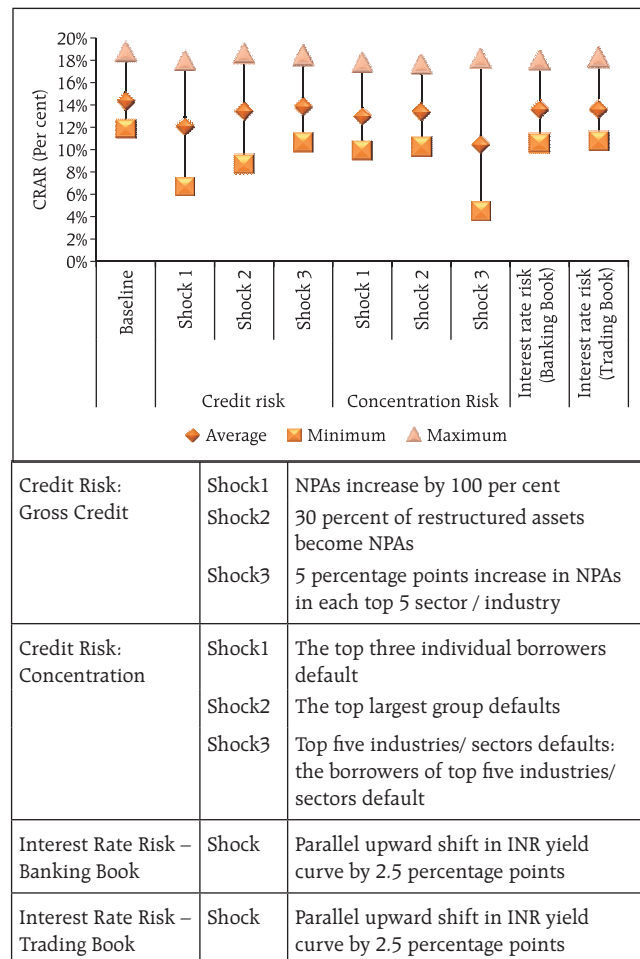 20%
18%
16%
14%
12%
10%
8%
6%
4%
2%
0%
CRAR (Per cent)
Baseline
Shock 1
Shock 2
Shock 3
Shock 1
Shock 2
Shock 3
Interest rate risk
(Banking Book)
Interest rate risk
(Trading Book)
Credit risk
Concentration Risk
Average
Minimum
Maximum
Credit Risk:
Gross Credit
Shock1
NPAs increase by 100 per cent
Shock2
30 percent of restructured assets
become NPAs
Shock3
5 percentage points increase in NPAs
in each top 5 sector / industry
Credit Risk:
Concentration
Shock1
The top three individual borrowers
default
Shock2
The top largest group defaults
Shock3
Top five industries/ sectors defaults:
the borrowers of top five industries/
sectors default
Interest Rate Risk –
Banking Book
Shock
Parallel upward shift in INR yield
curve by 2.5 percentage points
Interest Rate Risk –
Trading Book
Shock
Parallel upward shift in INR yield
curve by 2.5 percentage points